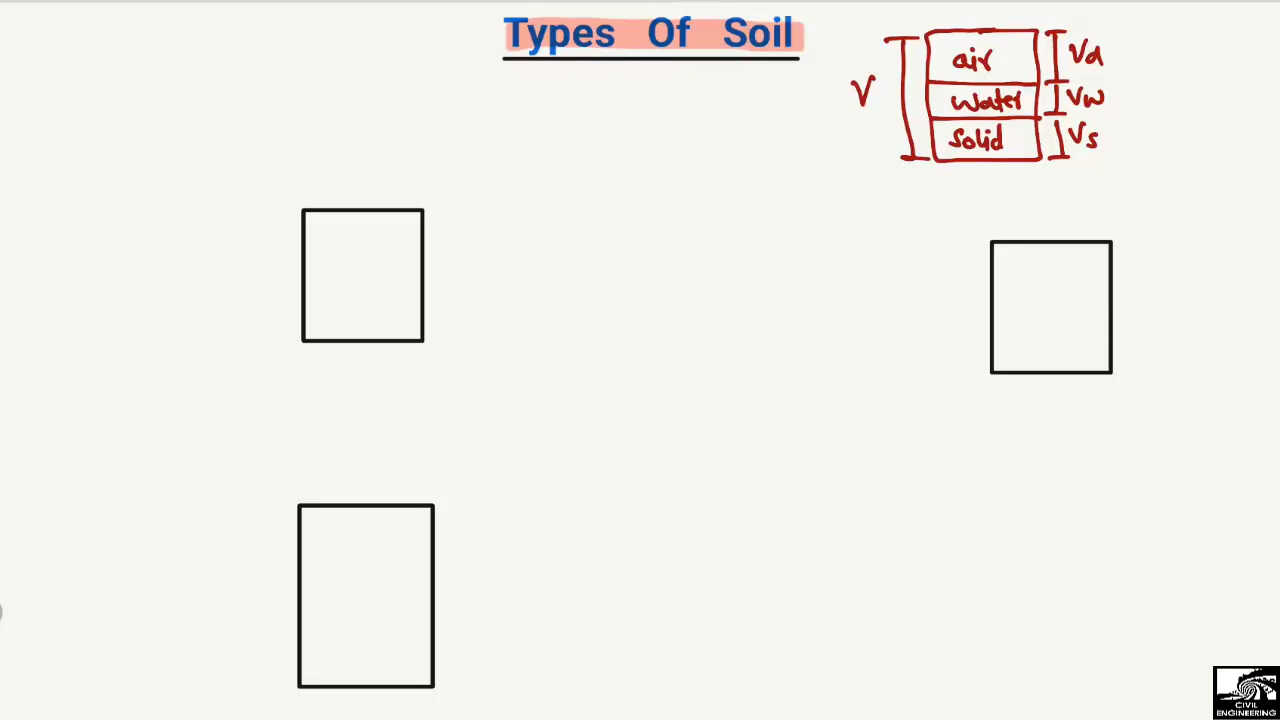 Types Of Soil
V
air
Va
water
Vw
Solid
Vs
CIVIL
ENGINEERING